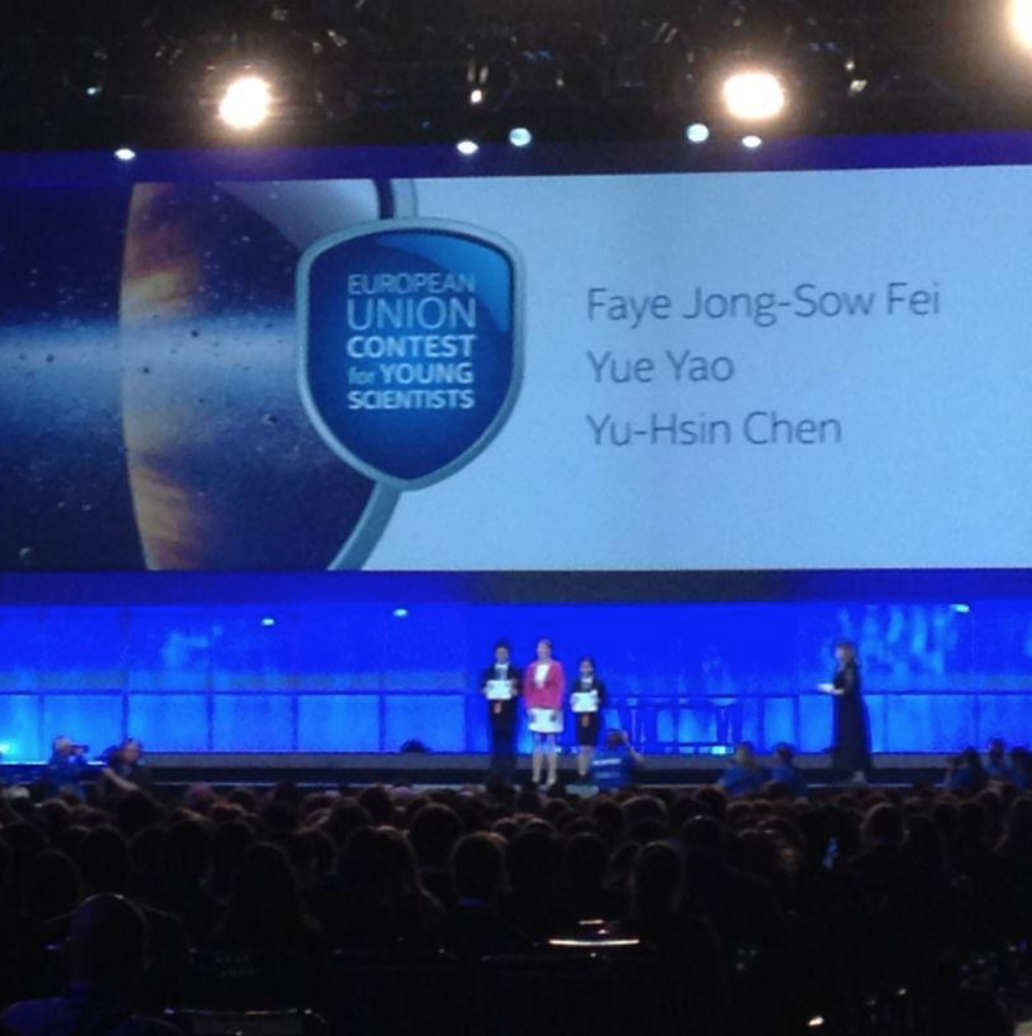 EUROPEAN
UNION
CONTEST
for YOUNG
SCIENTISTS
Faye Jong-Sow Fei
Yue Yao
Yu-Hsin Chen